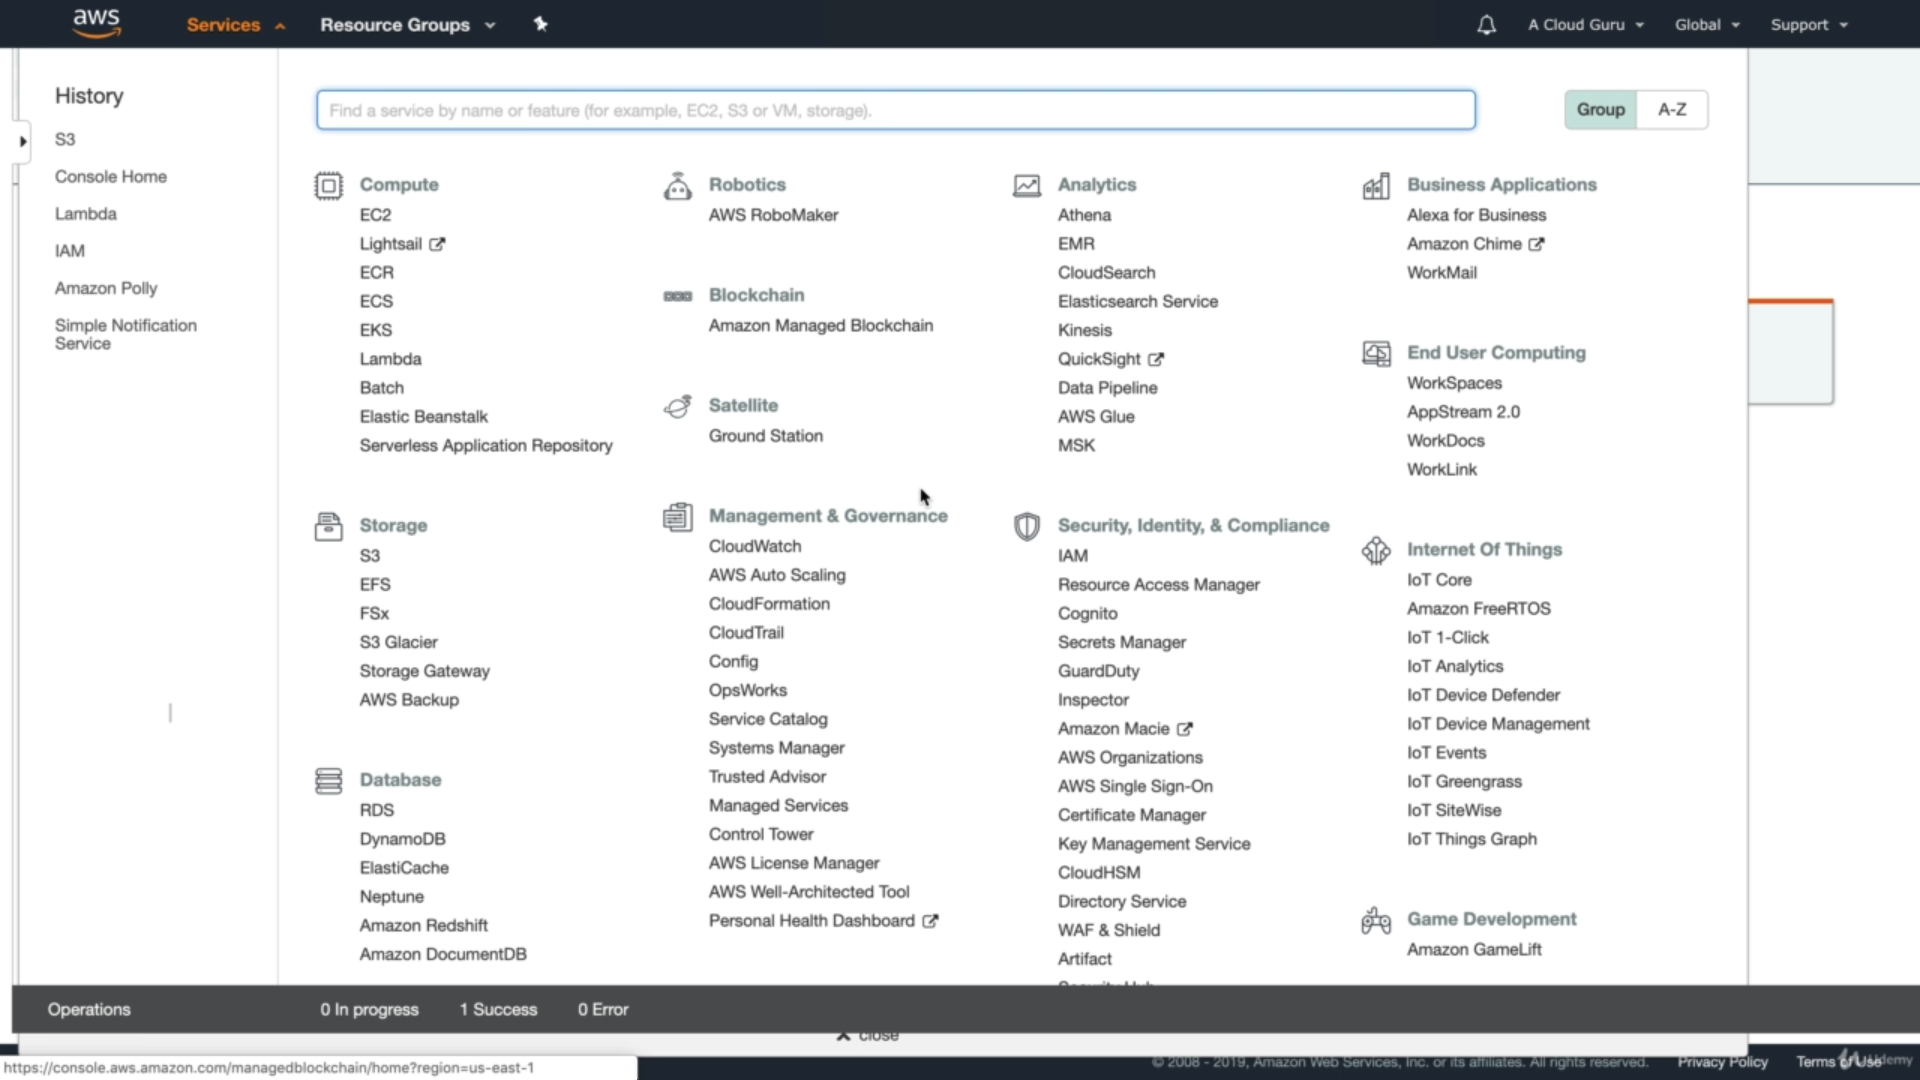 aws
Services
Resource Groups
A Cloud Guru
Global
Support
History
S3
Console Home
Lambda
IAM
Amazon Polly
Simple Notification
Service
Find a service by name or feature (for example, EC2, S3 or VM, storage).
Group
A-Z
Compute
EC2
Lightsail
ECR
ECS
EKS
Lambda
Batch
Elastic Beanstalk
Serverless Application Repository
Storage
S3
EFS
FSx
S3 Glacier
Storage Gateway
AWS Backup
Database
RDS
DynamoDB
ElastiCache
Neptune
Amazon Redshift
Amazon DocumentDB
Robotics
AWS RoboMaker
Blockchain
Amazon Managed Blockchain
Satellite
Ground Station
Management & Governance
CloudWatch
AWS Auto Scaling
CloudFormation
CloudTrail
Config
OpsWorks
Service Catalog
Systems Manager
Trusted Advisor
Managed Services
Control Tower
AWS License Manager
AWS Well-Architected Tool
Personal Health Dashboard
Analytics
Athena
EMR
CloudSearch
Elasticsearch Service
Kinesis
QuickSight
Data Pipeline
AWS Glue
MSK
Security, Identity, & Compliance
IAM
Resource Access Manager
Cognito
Secrets Manager
GuardDuty
Inspector
Amazon Macie
AWS Organizations
AWS Single Sign-On
Certificate Manager
Key Management Service
CloudHSM
Directory Service
WAF & Shield
Artifact
Business Applications
Alexa for Business
Amazon Chime
WorkMail
End User Computing
WorkSpaces
AppStream 2.0
WorkDocs
WorkLink
Internet Of Things
IoT Core
Amazon FreeRTOS
IoT 1-Click
IoT Analytics
IoT Device Defender
IoT Device Management
IoT Events
IoT Greengrass
IoT SiteWise
IoT Things Graph
Game Development
Amazon GameLift
Operations
0 In progress
1 Success
0 Error
close
https://console.aws.amazon.com/managedblockchain/home?region=us-east-1
© 2008 - 2019, Amazon Web Services, Inc. or its affiliates. All rights reserved.
Privacy Policy
Terms of Use